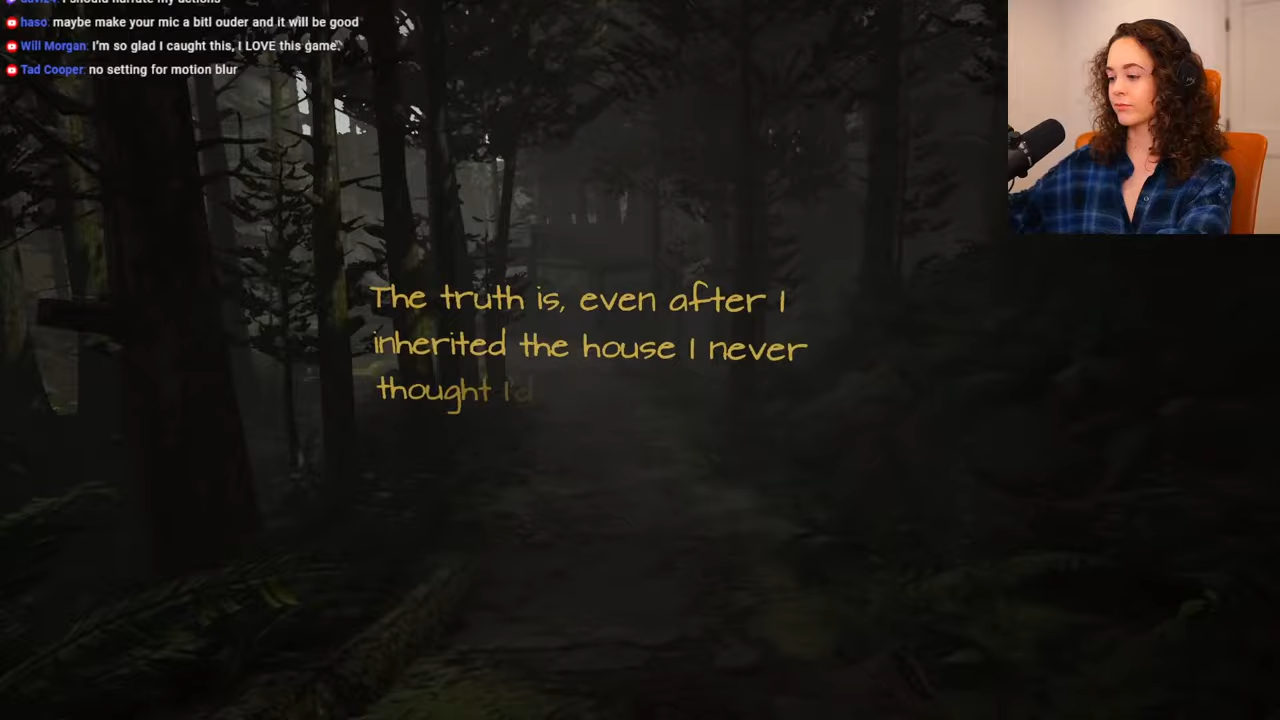 haso: maybe make your mic a bitl ouder and it will be good
Will Morgan: I'm so glad I caught this, I LOVE this game.
Tad Cooper: no setting for motion blur
The truth is, even after I
inherited the house I never
thought I'd